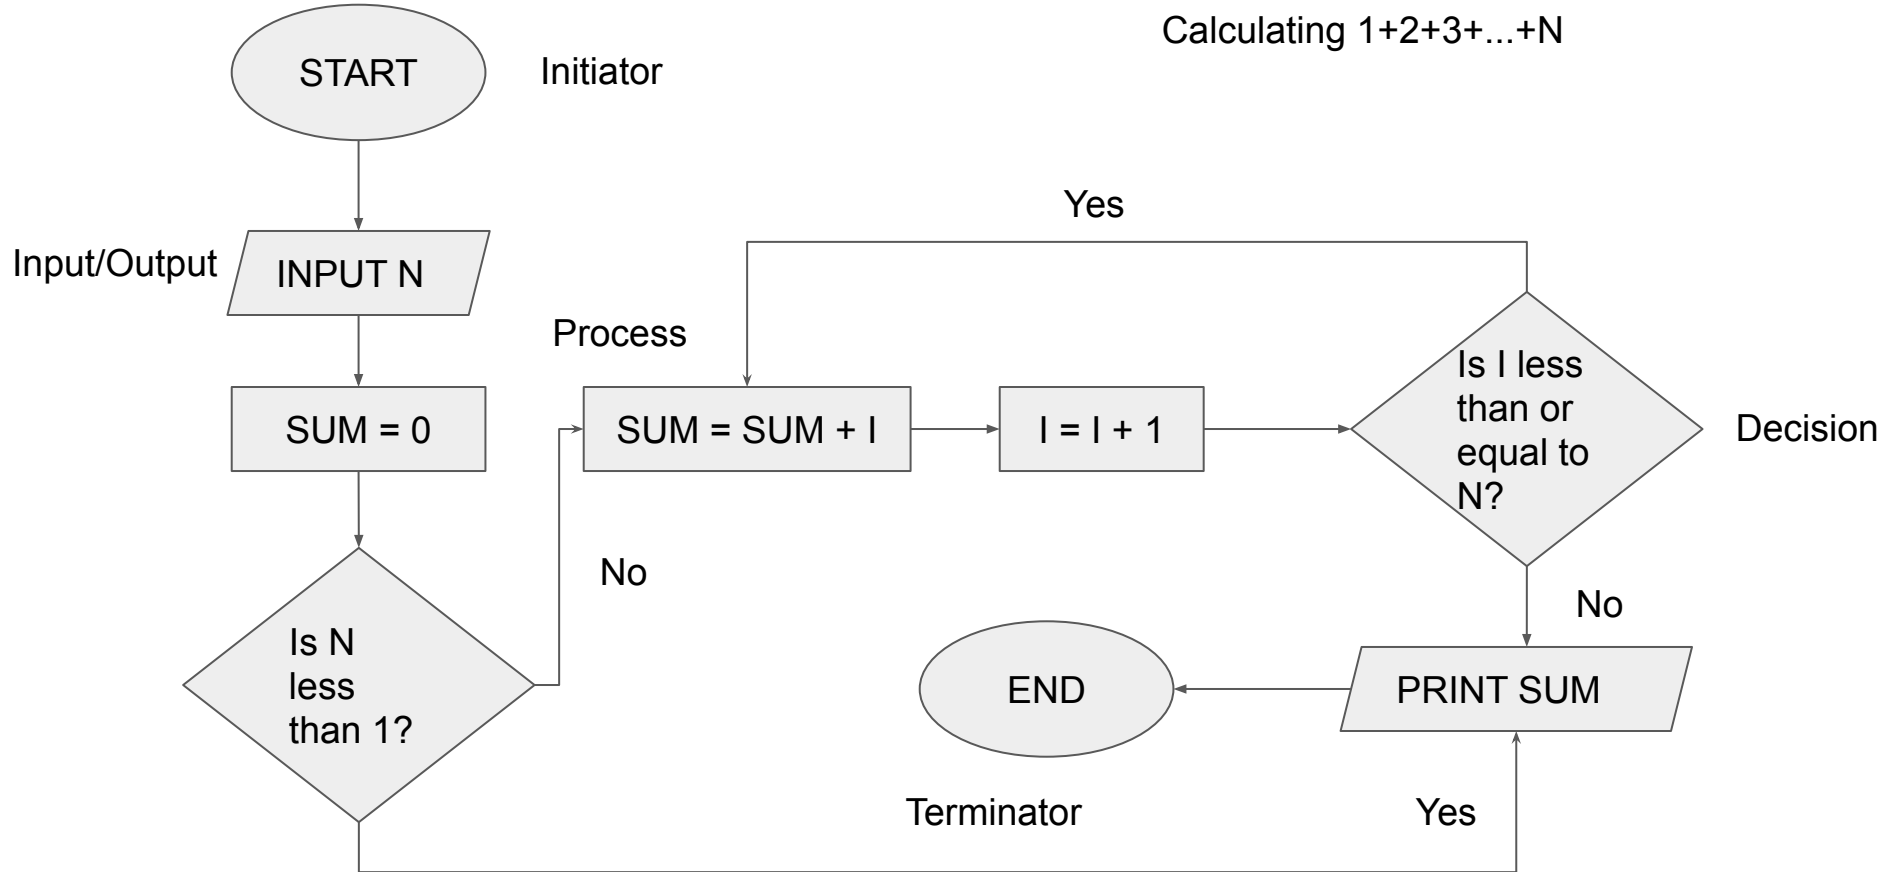 Calculating 1+2+3+...+N
START
Initiator
Input/Output
INPUT N
SUM = 0
Is N
less
than 1?
No
Process
SUM = SUM + I
I = I + 1
Yes
Is I less
than or
equal to
N?
Decision
No
PRINT SUM
Yes
END
Terminator